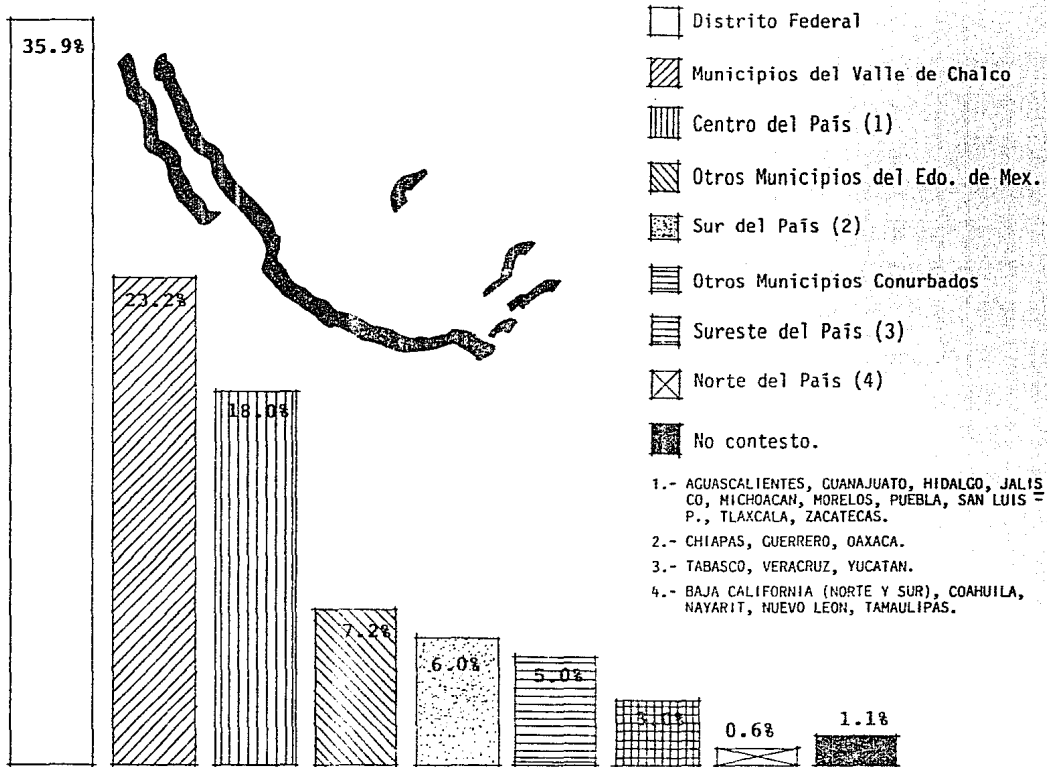 35.9%
23.2%
18.0%
7.2%
6.0%
5.0%
3.0%
0.6%
1.1%
Distrito Federal
Municipios del Valle de Chalco
Centro del País (1)
Otros Municipios del Edo. de Mex.
Sur del País (2)
Otros Municipios Conurbados
Sureste del País (3)
Norte del País (4)
No contesto.
1.- AGUASCALIENTES, GUANAJUATO, HIDALGO, JALIS
CO, MICHOACAN, MORELOS, PUEBLA, SAN LUIS =
P., TLAXCALA, ZACATECAS.
2.- CHIAPAS, GUERRERO, OAXACA.
3.- TABASCO, VERACRUZ, YUCATAN.
4.- BAJA CALIFORNIA (NORTE Y SUR), COAHUILA,
NAYARIT, NUEVO LEON, TAMAULIPAS.